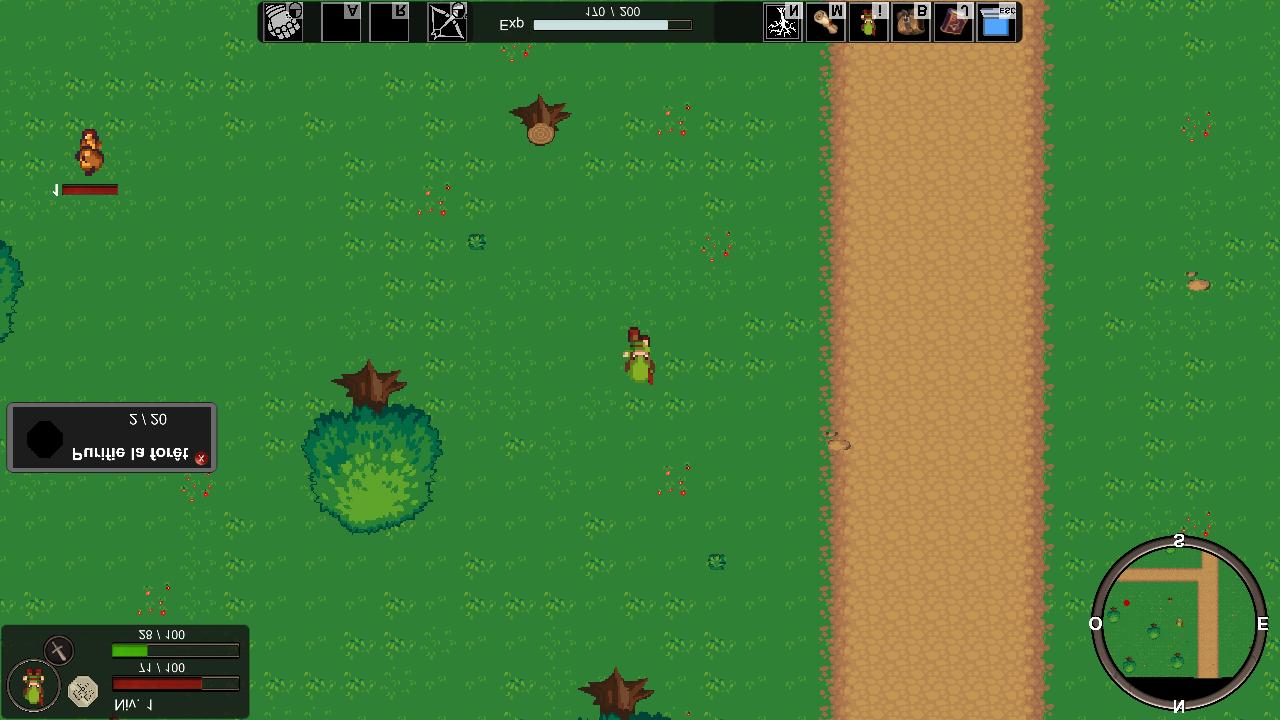 A
R
Exp
170 / 200
N
M
I
B
J
ESC
1
2 / 20
Purifie la forêt
x
S
O
E
N
28 / 100
71 / 100
Niv. 1